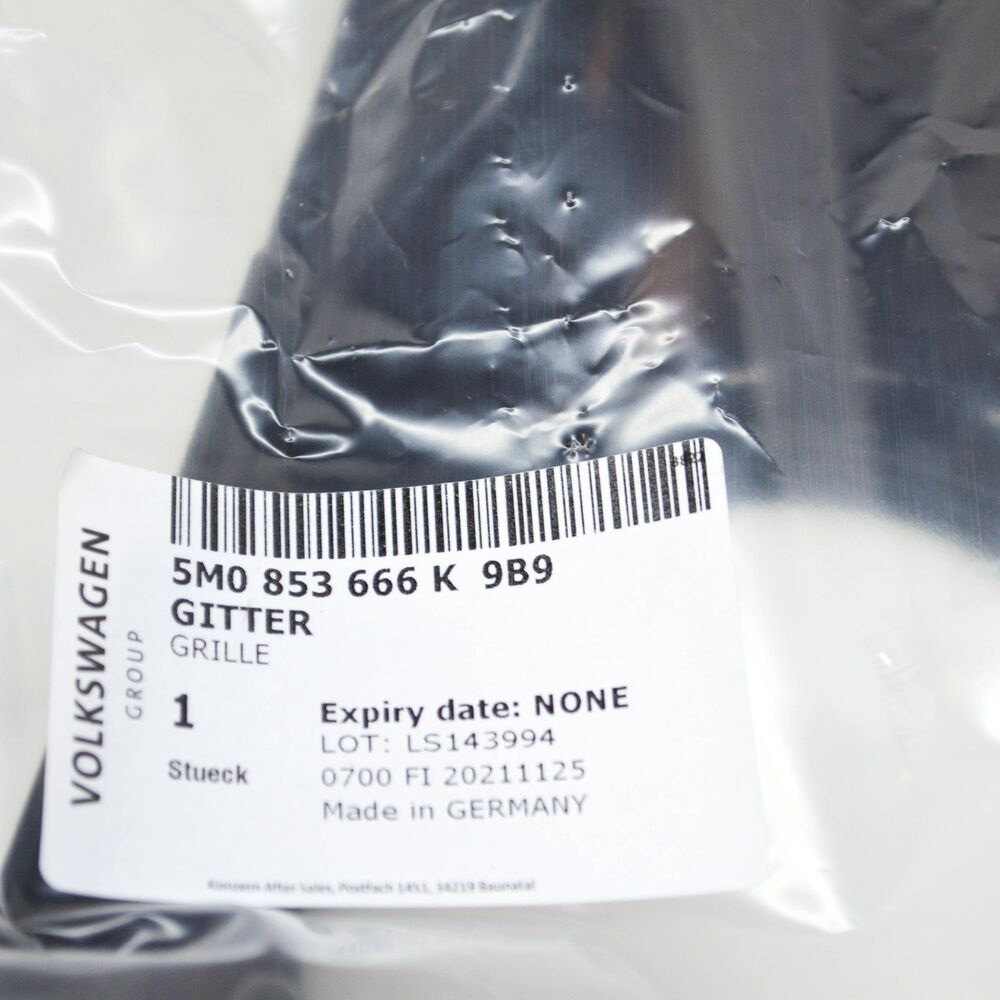 VOLKSWAGEN
GROUP
5M0 853 666 K 9B9
GITTER
GRILLE
1
Stueck
Expiry date: NONE
LOT: LS143994
0700 FI 20211125
Made in GERMANY
Konzern After Sales, Postfach 1451, 34219 Baunatal